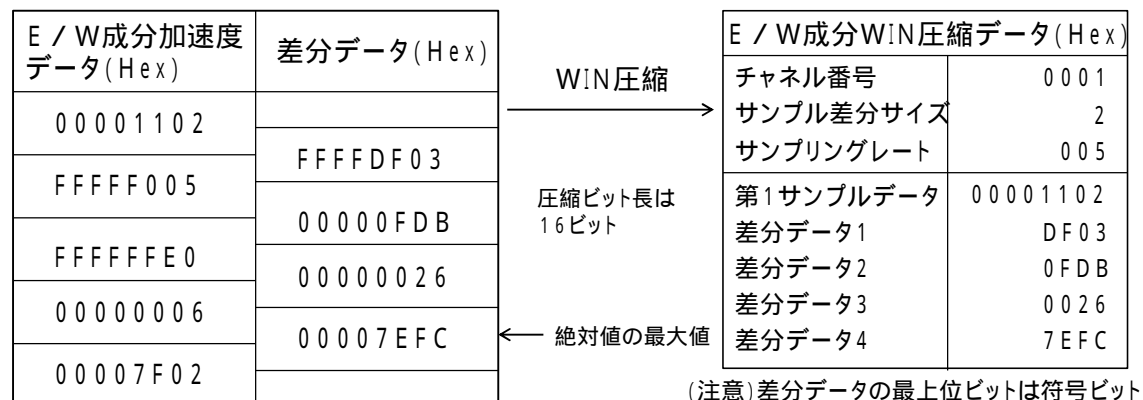 E/W成分加速度
データ(Hex)
差分データ(Hex)
00001102
FFFFDF03
FFFFF005
00000FDB
FFFFFFE0
00000026
00000006
00007EFC
00007F02
WIN圧縮
圧縮ビット長は
16ビット
絶対値の最大値
E/W成分WIN圧縮データ(Hex)
チャネル番号 0001
サンプル差分サイズ 2
サンプリングレート 005
第1サンプルデータ 00001102
差分データ1 DF03
差分データ2 0FDB
差分データ3 0026
差分データ4 7EFC
(注意)差分データの最上位ビットは符号ビット